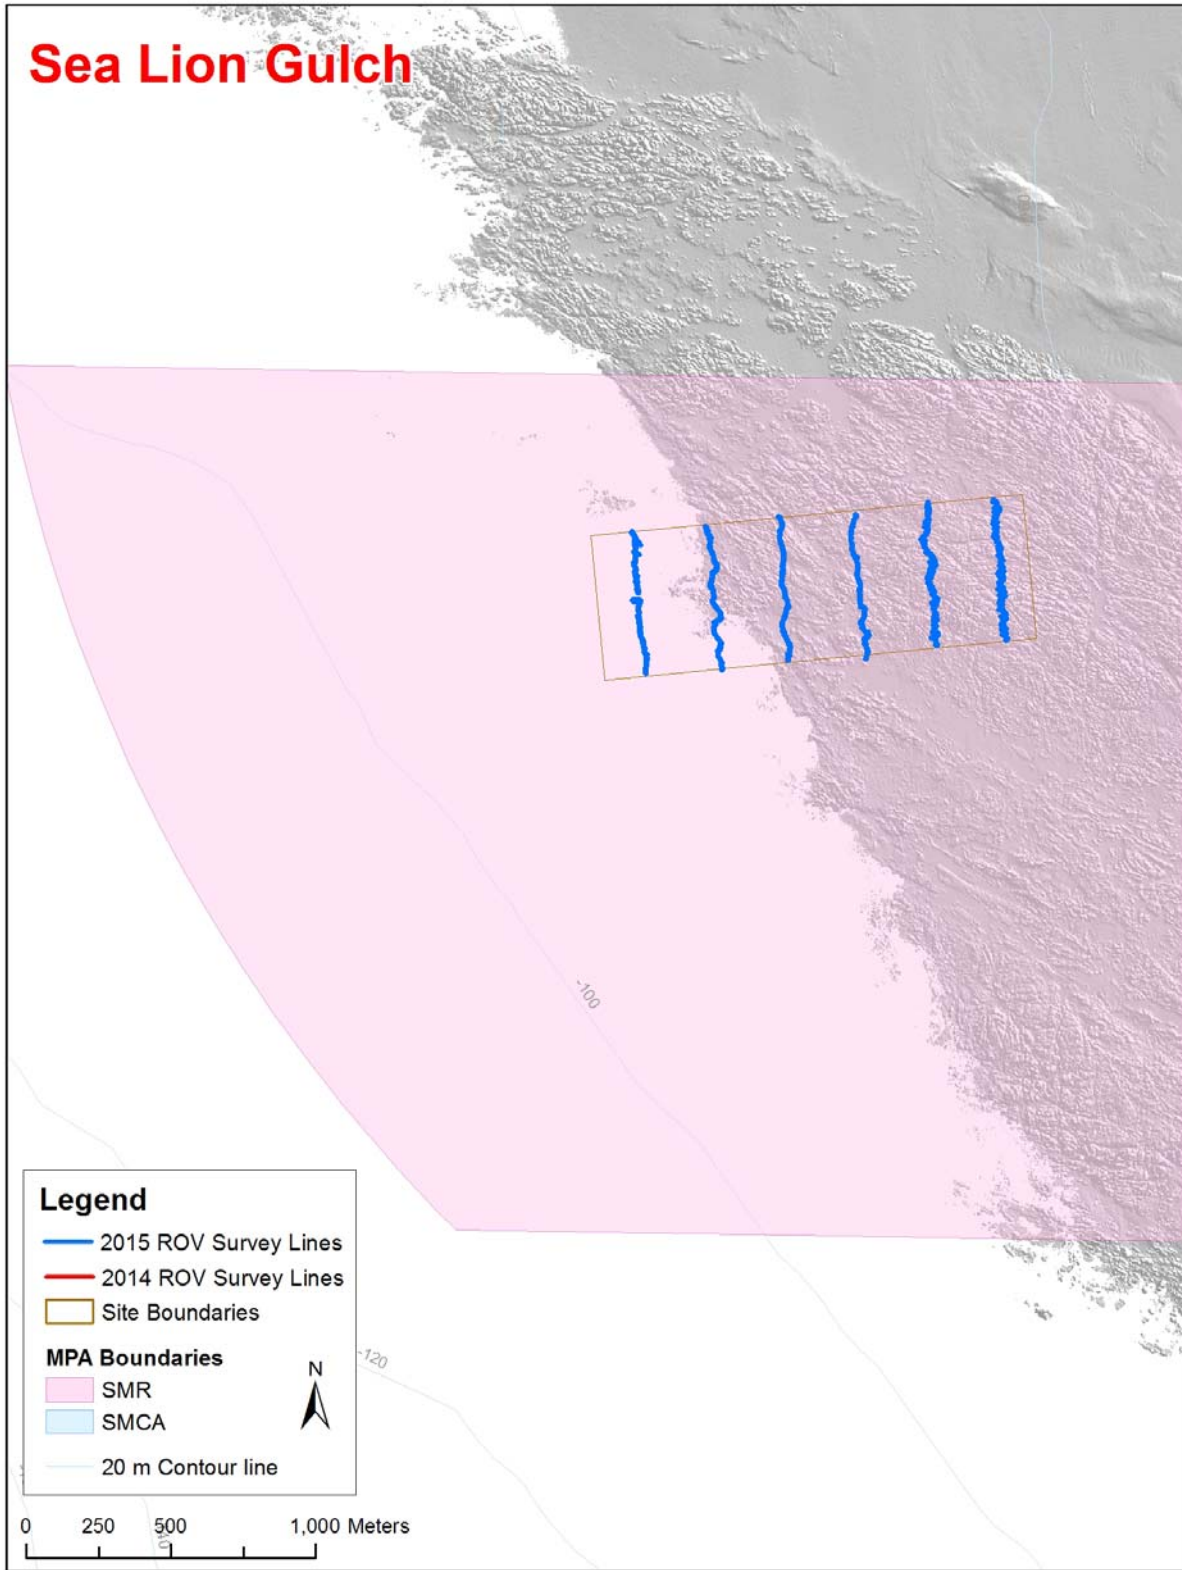 Sea Lion Gulch
-100
Legend
2015 ROV Survey Lines
2014 ROV Survey Lines
Site Boundaries
MPA Boundaries
SMR
SMCA
20 m Contour line
N
-120
0 250 500 1,000 Meters